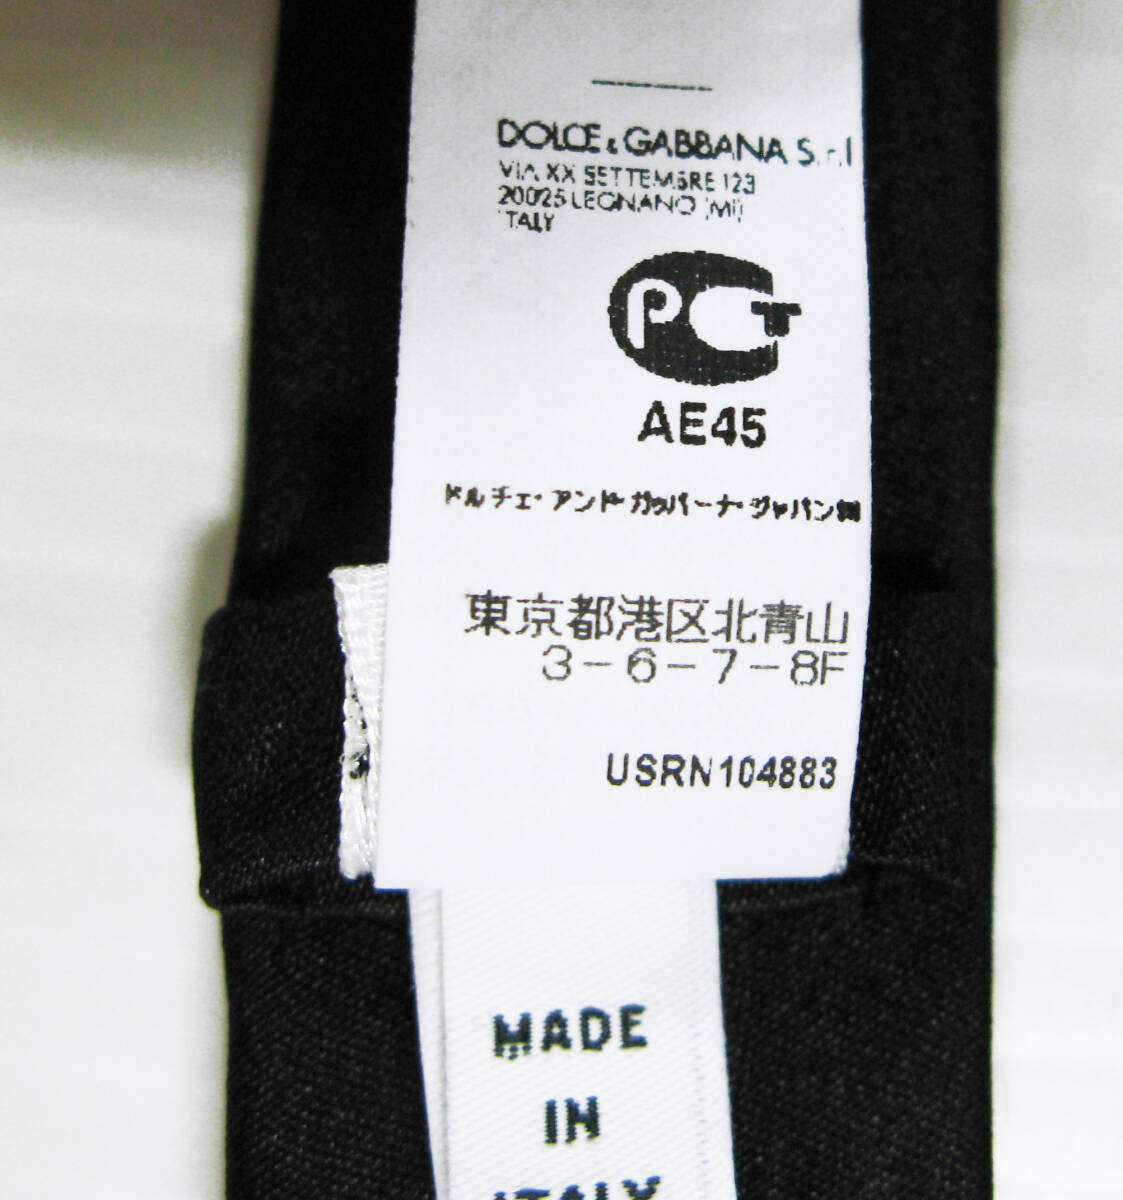 DOLCE & GABBANA S.r.l
VIA XX SETTEMBRE 123
20025 LEGNANO (MI)
ITALY
PCT
AE45
ドルチェ・アンド・ガッバーナ・ジャパン㈱
東京都港区北青山
3-6-7-8F
USRN104883
MADE
IN
ITALY